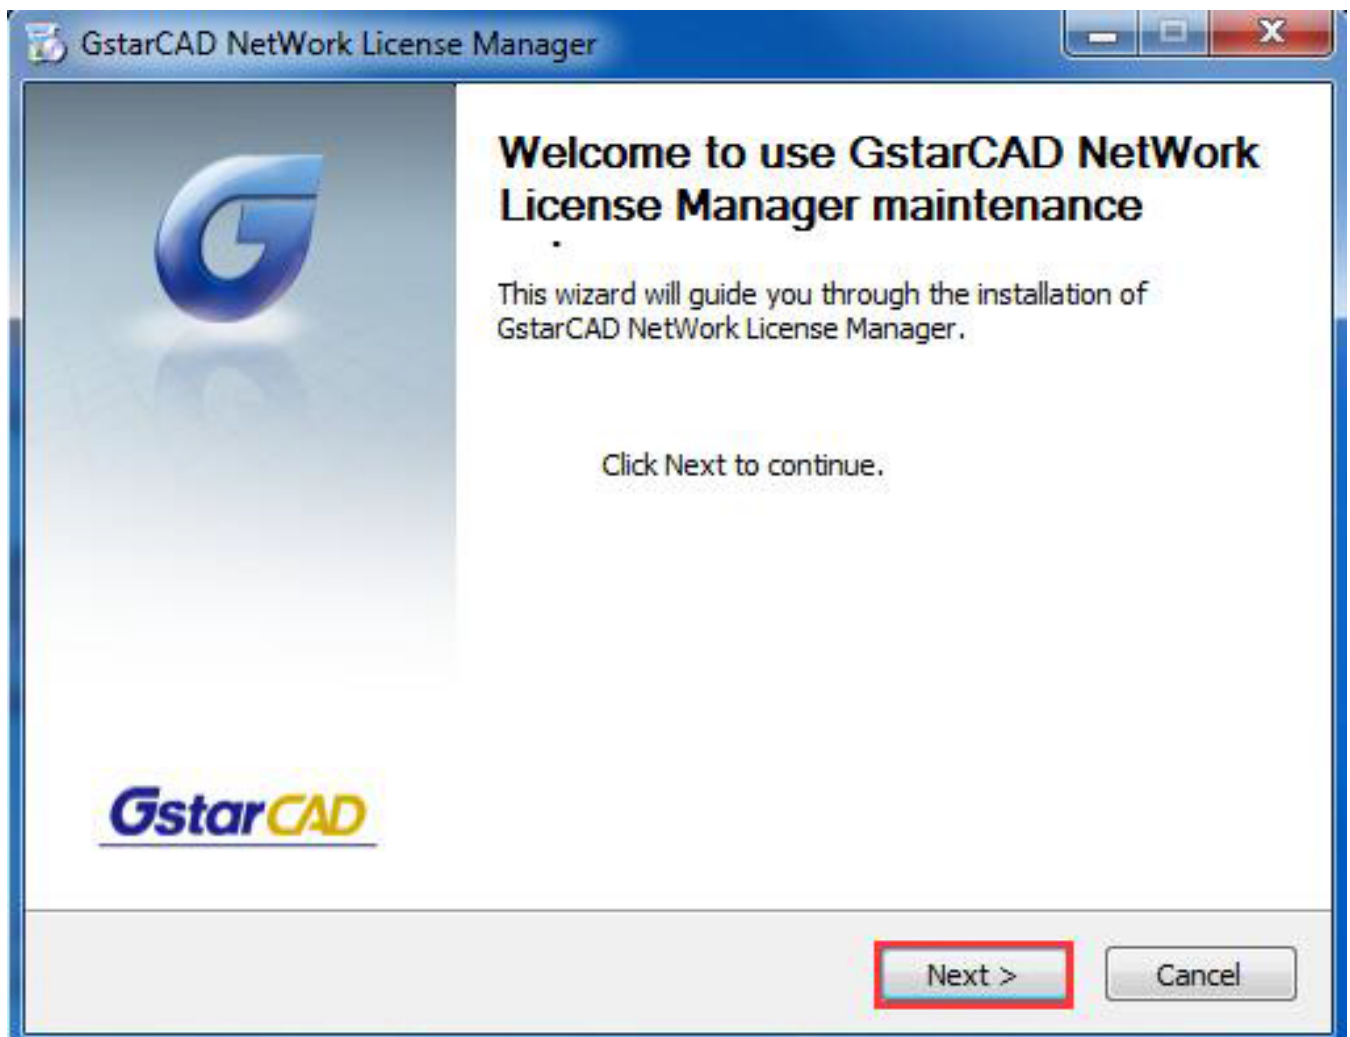 GstarCAD NetWork License Manager
Welcome to use GstarCAD NetWork
License Manager maintenance
This wizard will guide you through the installation of
GstarCAD NetWork License Manager.
Click Next to continue.
GstarCAD
Next >
Cancel